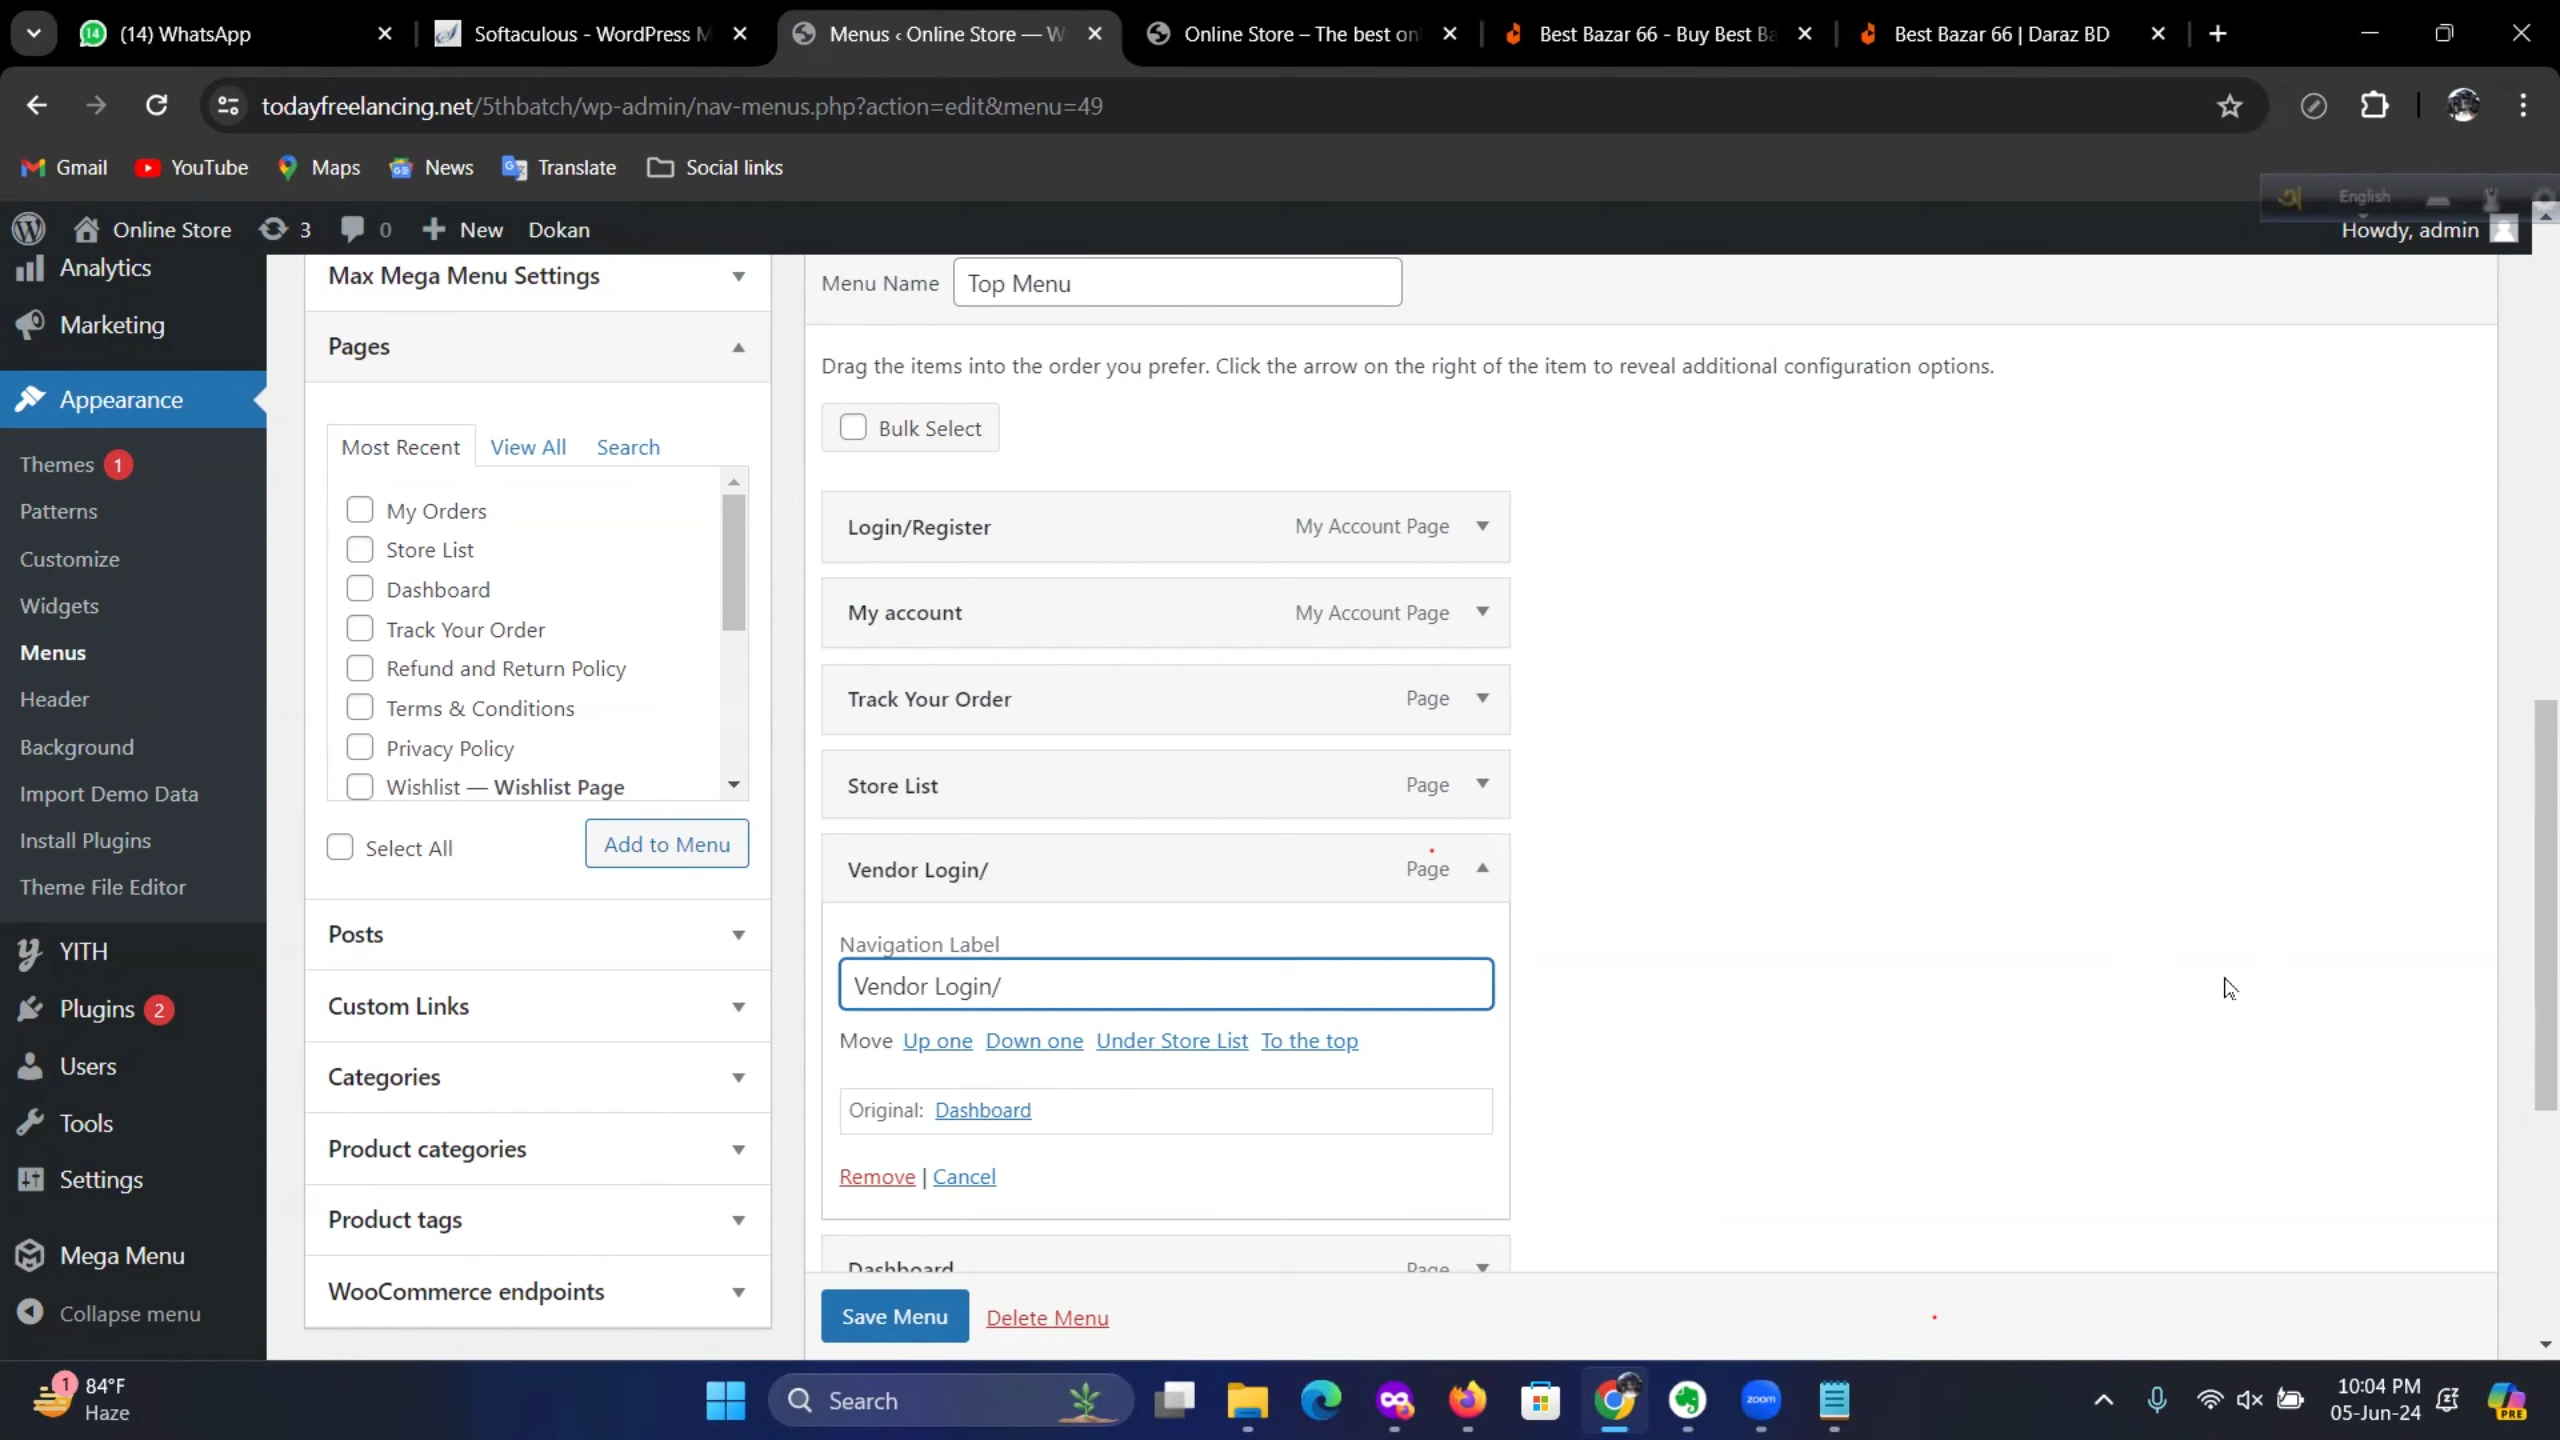 (14) WhatsApp
Softaculous - WordPress M
Menus ‹ Online Store — W
Online Store – The best onl
Best Bazar 66 - Buy Best Ba
Best Bazar 66 | Daraz BD
todayfreelancing.net/5thbatch/wp-admin/nav-menus.php?action=edit&menu=49
Gmail
YouTube
Maps
News
Translate
Social links
English
Online Store
3
0
New
Dokan
Howdy, admin
Analytics
Marketing
Appearance
Themes 1
Patterns
Customize
Widgets
Menus
Header
Background
Import Demo Data
Install Plugins
Theme File Editor
YITH
Plugins 2
Users
Tools
Settings
Mega Menu
Collapse menu
Max Mega Menu Settings
Pages
Most Recent View All Search
My Orders
Store List
Dashboard
Track Your Order
Refund and Return Policy
Terms & Conditions
Privacy Policy
Wishlist — Wishlist Page
Select All
Add to Menu
Posts
Custom Links
Categories
Product categories
Product tags
WooCommerce endpoints
Menu Name Top Menu
Drag the items into the order you prefer. Click the arrow on the right of the item to reveal additional configuration options.
Bulk Select
Login/Register My Account Page
My account My Account Page
Track Your Order Page
Store List Page
Vendor Login/ Page
Navigation Label
Vendor Login/
Move Up one Down one Under Store List To the top
Original: Dashboard
Remove | Cancel
Dashboard Page
Save Menu Delete Menu
1
84°F
Haze
Search
zoom
PRE
10:04 PM
05-Jun-24